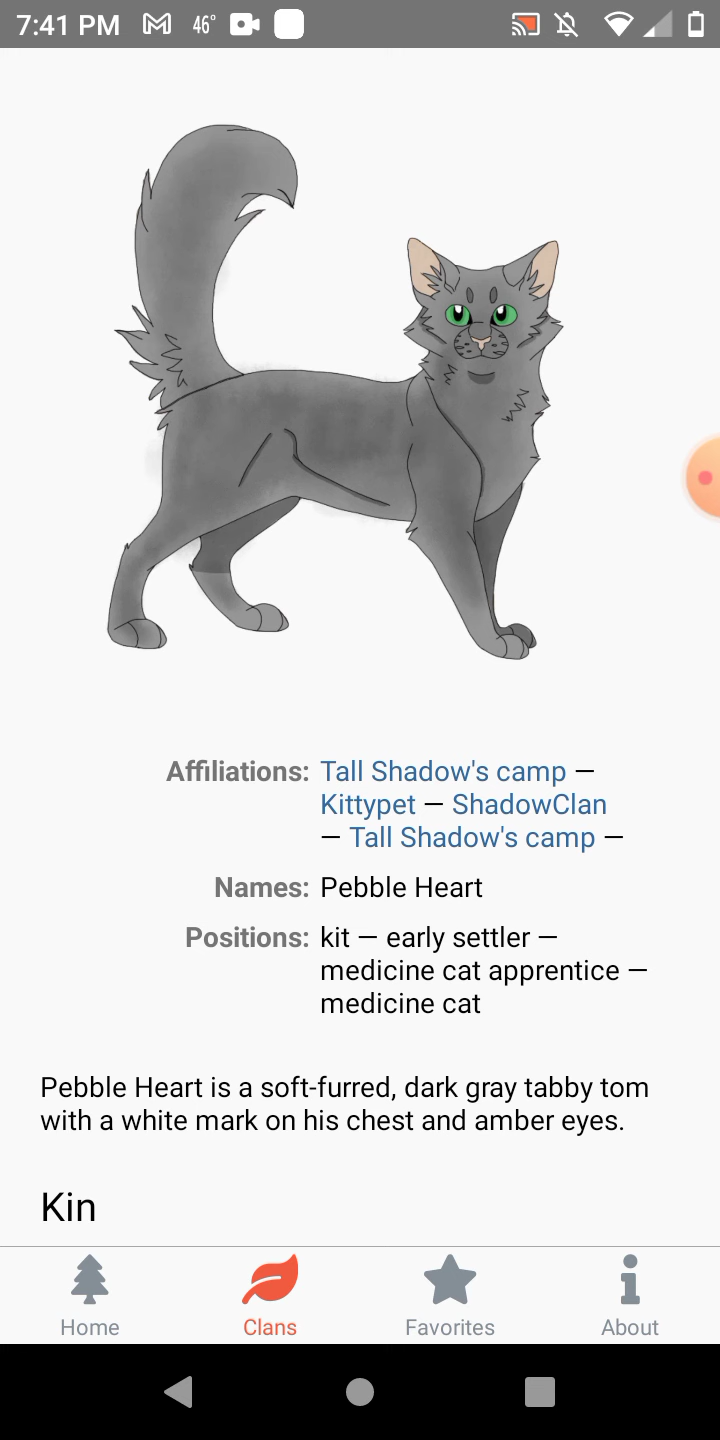 7:41 PM 46°
Affiliations: Tall Shadow's camp —
Kittypet — ShadowClan
— Tall Shadow's camp —
Names: Pebble Heart
Positions: kit — early settler —
medicine cat apprentice —
medicine cat
Pebble Heart is a soft-furred, dark gray tabby tom
with a white mark on his chest and amber eyes.
Kin
Home Clans Favorites About